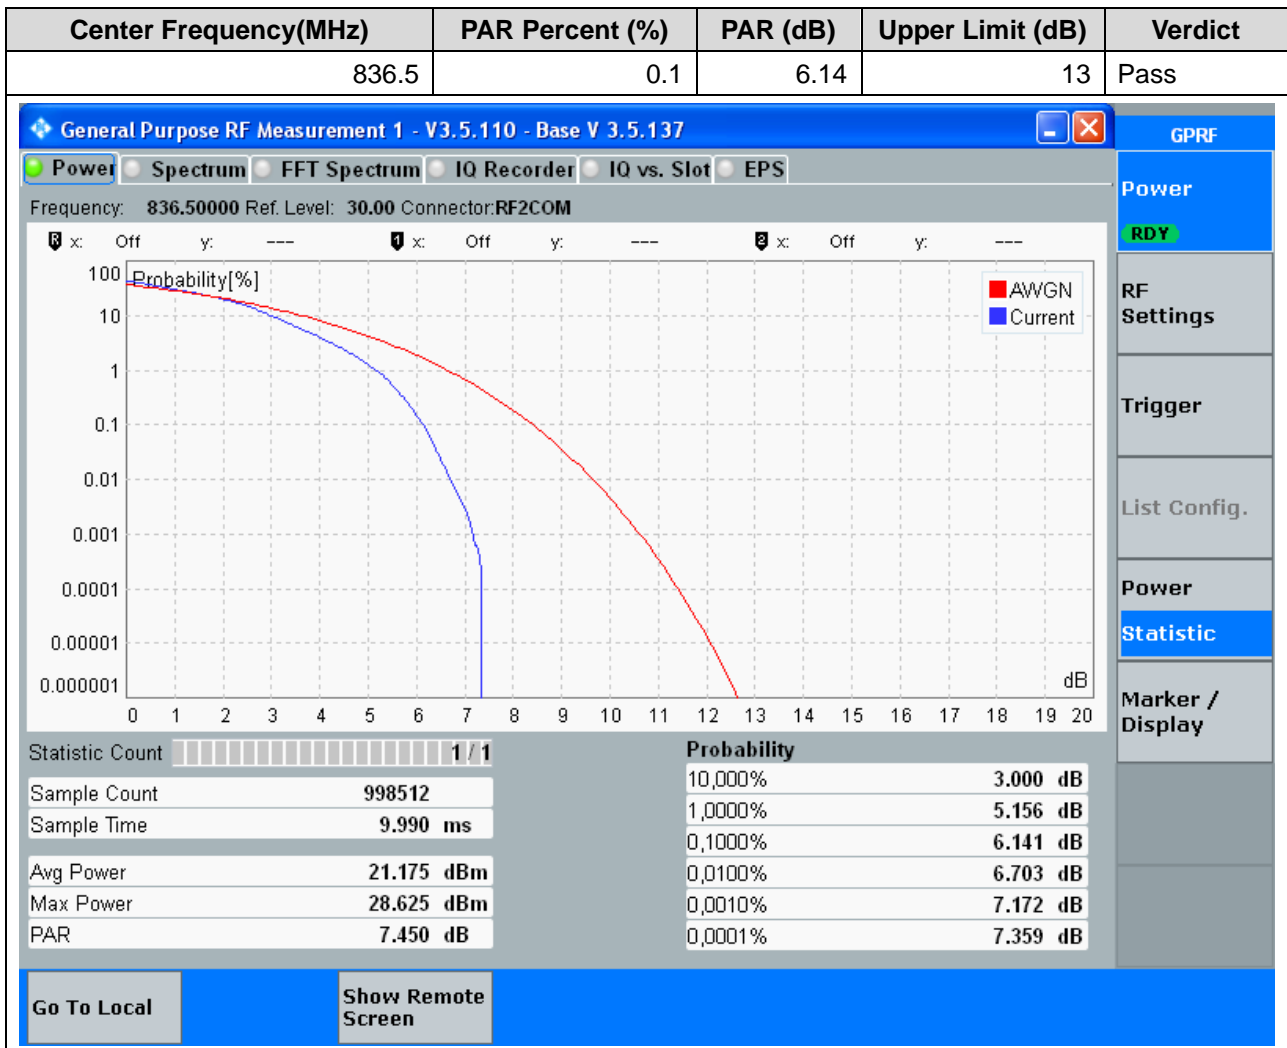 Center Frequency(MHz) PAR Percent (%) PAR (dB) Upper Limit (dB) Verdict
836.5 0.1 6.14 13 Pass
General Purpose RF Measurement 1 - V3.5.110 - Base V 3.5.137
GPRF
Power Spectrum FFT Spectrum IQ Recorder IQ vs. Slot EPS
Frequency: 836.50000 Ref. Level: 30.00 Connector:RF2COM
R x: Off y: --- 1 x: Off y: --- 2 x: Off y: ---
Probability[%]
AWGN
Current
100
10
1
0.1
0.01
0.001
0.0001
0.00001
0.000001
dB
0 1 2 3 4 5 6 7 8 9 10 11 12 13 14 15 16 17 18 19 20
Statistic Count 1 / 1
Sample Count 998512
Sample Time 9.990 ms
Avg Power 21.175 dBm
Max Power 28.625 dBm
PAR 7.450 dB
Probability
10,000% 3.000 dB
1,0000% 5.156 dB
0,1000% 6.141 dB
0,0100% 6.703 dB
0,0010% 7.172 dB
0,0001% 7.359 dB
Power
RDY
RF
Settings
Trigger
List Config.
Power
Statistic
Marker /
Display
Go To Local
Show Remote
Screen